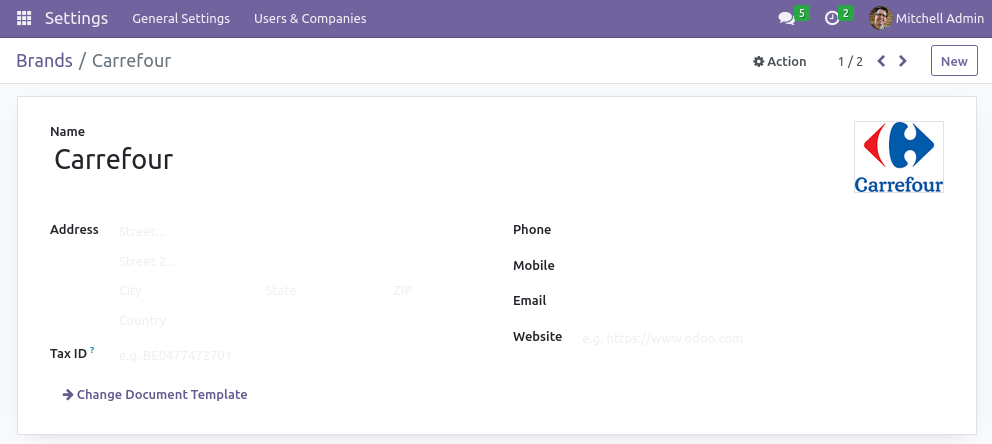 Settings General Settings Users & Companies 5 2 Mitchell Admin
Brands / Carrefour Action 1 / 2 New
Name
Carrefour
Carrefour
Address Street... Phone
Street 2... Mobile
City State ZIP Email
Country Website e.g. https://www.odoo.com
Tax ID ? e.g. BE0477472701
Change Document Template